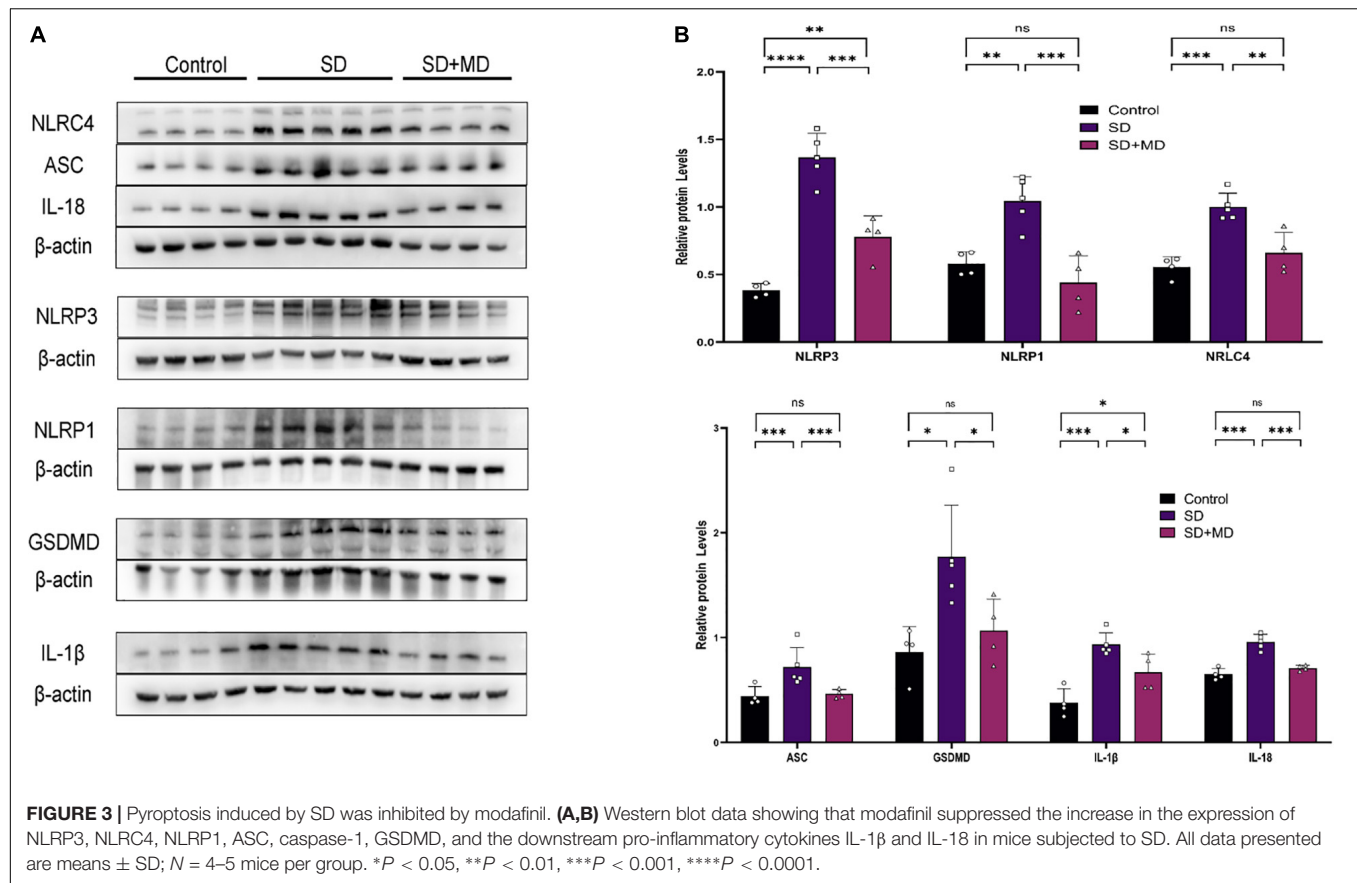 A
Control SD SD+MD
NLRC4
ASC
IL-18
β-actin
NLRP3
β-actin
NLRP1
β-actin
GSDMD
β-actin
IL-1β
β-actin
B
** ns ns
**** *** ** *** *** **
2.0
1.5
1.0
0.5
0.0
Relative protein Levels
Control
SD
SD+MD
NLRP3 NLRP1 NRLC4
ns ns * ns
*** *** * * *** * *** ***
3
2
1
0
Relative protein Levels
Control
SD
SD+MD
ASC GSDMD IL-1β IL-18
FIGURE 3 | Pyroptosis induced by SD was inhibited by modafinil. (A,B) Western blot data showing that modafinil suppressed the increase in the expression of
NLRP3, NLRC4, NLRP1, ASC, caspase-1, GSDMD, and the downstream pro-inflammatory cytokines IL-1β and IL-18 in mice subjected to SD. All data presented
are means ± SD; N = 4–5 mice per group. *P < 0.05, **P < 0.01, ***P < 0.001, ****P < 0.0001.